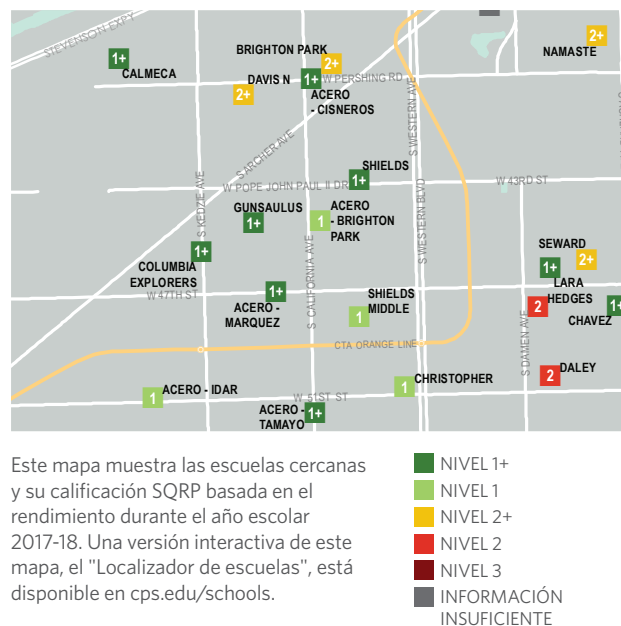 STEVENSON EXPY
1+
CALMECA
BRIGHTON PARK
2+
NAMASTE
2+
DAVIS N
2+
1+
W PERSHING RD
ACERO
- CISNEROS
S ARCHER AVE
S WESTERN AVE
SHIELDS
1+
W POPE JOHN PAUL II DR
W 43RD ST
S KEDZIE AVE
GUNSAULUS
1+
ACERO
- BRIGHTON
PARK
1
S WESTERN BLVD
S CALIFORNIA AVE
1+
COLUMBIA
EXPLORERS
SEWARD
1+
2+
LARA
HEDGES
2
CHAVEZ
W 47TH ST
1+
ACERO -
MARQUEZ
SHIELDS
MIDDLE
1
S DAMEN AVE
CTA ORANGE LINE
DALEY
2
ACERO - IDAR
1
CHRISTOPHER
1
W 51ST ST
ACERO -
TAMAYO
1+
Este mapa muestra las escuelas cercanas
y su calificación SQRP basada en el
rendimiento durante el año escolar
2017-18. Una versión interactiva de este
mapa, el "Localizador de escuelas", está
disponible en cps.edu/schools.
NIVEL 1+
NIVEL 1
NIVEL 2+
NIVEL 2
NIVEL 3
INFORMACIÓN
INSUFICIENTE